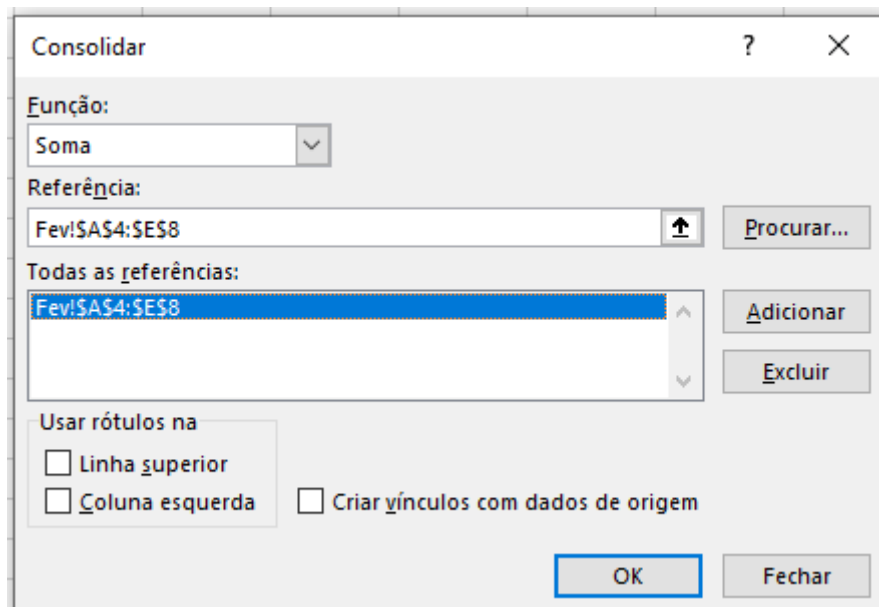 Consolidar ?
Função:
Soma
Referência:
Fev!$A$4:$E$8 Procurar...
Todas as referências:
Fev!$A$4:$E$8
Adicionar
Excluir
Usar rótulos na
Linha superior
Coluna esquerda Criar vínculos com dados de origem
OK Fechar